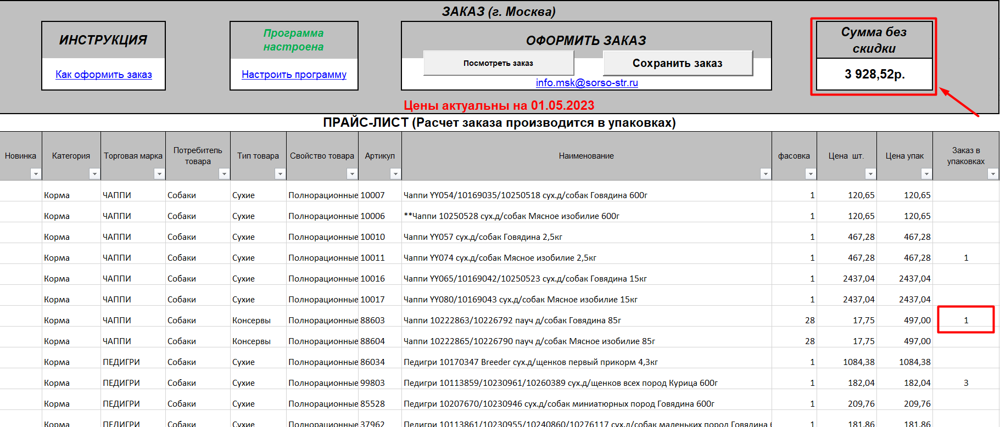 ЗАКАЗ (г. Москва)
ИНСТРУКЦИЯ
Как оформить заказ
Программа
настроена
Настроить программу
ОФОРМИТЬ ЗАКАЗ
Посмотреть заказ
Сохранить заказ
info.msk@sorso-str.ru
Сумма без
скидки
3 928,52р.
Цены актуальны на 01.05.2023
ПРАЙС-ЛИСТ (Расчет заказа производится в упаковках)
Новинка Категория Торговая марка Потребитель товара Тип товара Свойство товара Артикул Наименование фасовка Цена шт. Цена упак Заказ в упаковках
Корма ЧАППИ Собаки Сухие Полнорационные 10007 Чаппи YY054/10169035/10250518 сух.д/собак Говядина 600г 1 120,65 120,65
Корма ЧАППИ Собаки Сухие Полнорационные 10006 **Чаппи 10250528 сух.д/собак Мясное изобилие 600г 1 120,65 120,65
Корма ЧАППИ Собаки Сухие Полнорационные 10010 Чаппи YY057 сух.д/собак Говядина 2,5кг 1 467,28 467,28
Корма ЧАППИ Собаки Сухие Полнорационные 10011 Чаппи YY074 сух.д/собак Мясное изобилие 2,5кг 1 467,28 467,28 1
Корма ЧАППИ Собаки Сухие Полнорационные 10016 Чаппи YY065/10169042/10250523 сух.д/собак Говядина 15кг 1 2437,04 2437,04
Корма ЧАППИ Собаки Сухие Полнорационные 10017 Чаппи YY080/10169043 сух.д/собак Мясное изобилие 15кг 1 2437,04 2437,04
Корма ЧАППИ Собаки Консервы Полнорационные 88603 Чаппи 10222863/10226792 пауч д/собак Говядина 85г 28 17,75 497,00 1
Корма ЧАППИ Собаки Консервы Полнорационные 88604 Чаппи 10222865/10226790 пауч д/собак Мясное изобилие 85г 28 17,75 497,00
Корма ПЕДИГРИ Собаки Сухие Полнорационные 86034 Педигри 10170347 Breeder сух.д/щенков первый прикорм 4,3кг 1 1084,38 1084,38
Корма ПЕДИГРИ Собаки Сухие Полнорационные 99803 Педигри 10113859/10230961/10260389 сух.д/щенков всех пород Курица 600г 1 182,04 182,04 3
Корма ПЕДИГРИ Собаки Сухие Полнорационные 85528 Педигри 10207670/10230946 сух.д/собак миниатюрных пород Говядина 600г 1 209,76 209,76
Корма ПЕДИГРИ Собаки Сухие Полнорационные 37962 Педигри 10113861/10230955/10240860/10276117 сух.д/собак маленьких пород Говядина 1 181,86 181,86